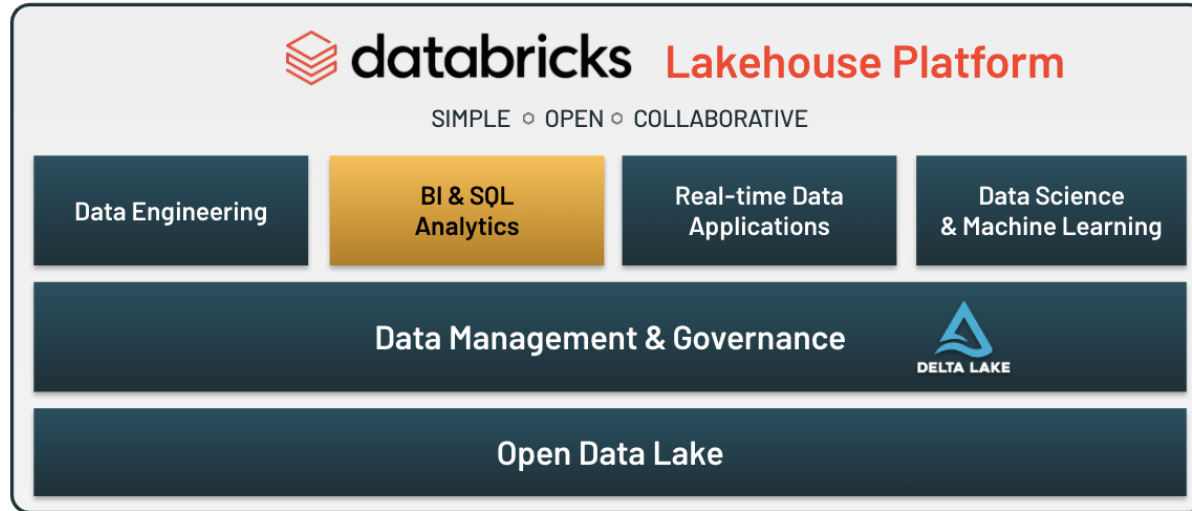 databricks Lakehouse Platform
SIMPLE OPEN COLLABORATIVE
Data Engineering
BI & SQL
Analytics
Real-time Data
Applications
Data Science
& Machine Learning
Data Management & Governance
DELTA LAKE
Open Data Lake